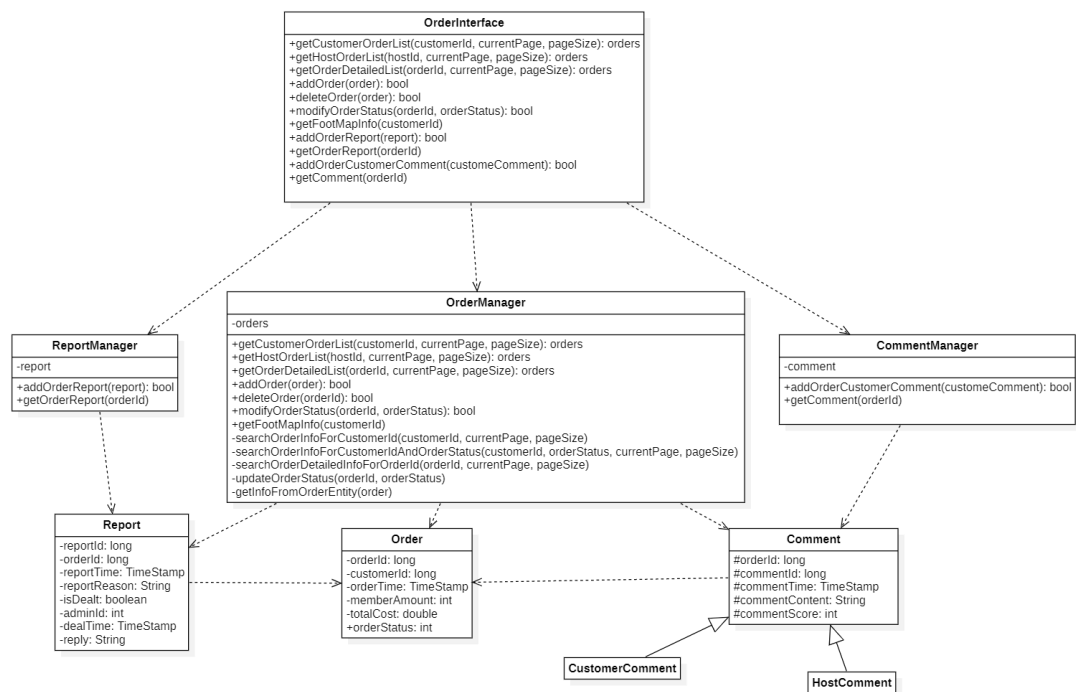 OrderInterface
+getCustomerOrderList(customerId, currentPage, pageSize): orders
+getHostOrderList(hostId, currentPage, pageSize): orders
+getOrderDetailedList(orderId, currentPage, pageSize): orders
+addOrder(order): bool
+deleteOrder(order): bool
+modifyOrderStatus(orderId, orderStatus): bool
+getFootMapInfo(customerId)
+addOrderReport(report): bool
+getOrderReport(orderId)
+addOrderCustomerComment(customeComment): bool
+getComment(orderId)
ReportManager
-report
+addOrderReport(report): bool
+getOrderReport(orderId)
OrderManager
-orders
+getCustomerOrderList(customerId, currentPage, pageSize): orders
+getHostOrderList(hostId, currentPage, pageSize): orders
+getOrderDetailedList(orderId, currentPage, pageSize): orders
+addOrder(order): bool
+deleteOrder(orderId): bool
+modifyOrderStatus(orderId, orderStatus): bool
+getFootMapInfo(customerId)
-searchOrderInfoForCustomerId(customerId, currentPage, pageSize)
-searchOrderInfoForCustomerIdAndOrderStatus(customerId, orderStatus, currentPage, pageSize)
-searchOrderDetailedInfoForOrderId(orderId, currentPage, pageSize)
-updateOrderStatus(orderId, orderStatus)
-getInfoFromOrderEntity(order)
CommentManager
-comment
+addOrderCustomerComment(customeComment): bool
+getComment(orderId)
Report
-reportId: long
-orderId: long
-reportTime: TimeStamp
-reportReason: String
-isDealt: boolean
-adminId: int
-dealTime: TimeStamp
-reply: String
Order
-orderId: long
-customerId: long
-orderTime: TimeStamp
-memberAmount: int
-totalCost: double
+orderStatus: int
Comment
#orderId: long
#commentId: long
#commentTime: TimeStamp
#commentContent: String
#commentScore: int
CustomerComment
HostComment